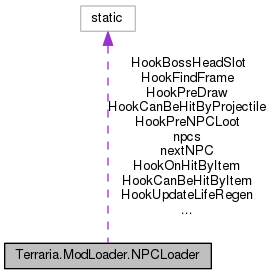 static
HookBossHeadSlot
HookFindFrame
HookPreDraw
HookCanBeHitByProjectile
HookPreNPCLoot
npcs
nextNPC
HookOnHitByItem
HookCanBeHitByItem
HookUpdateLifeRegen
...
Terraria.ModLoader.NPCLoader